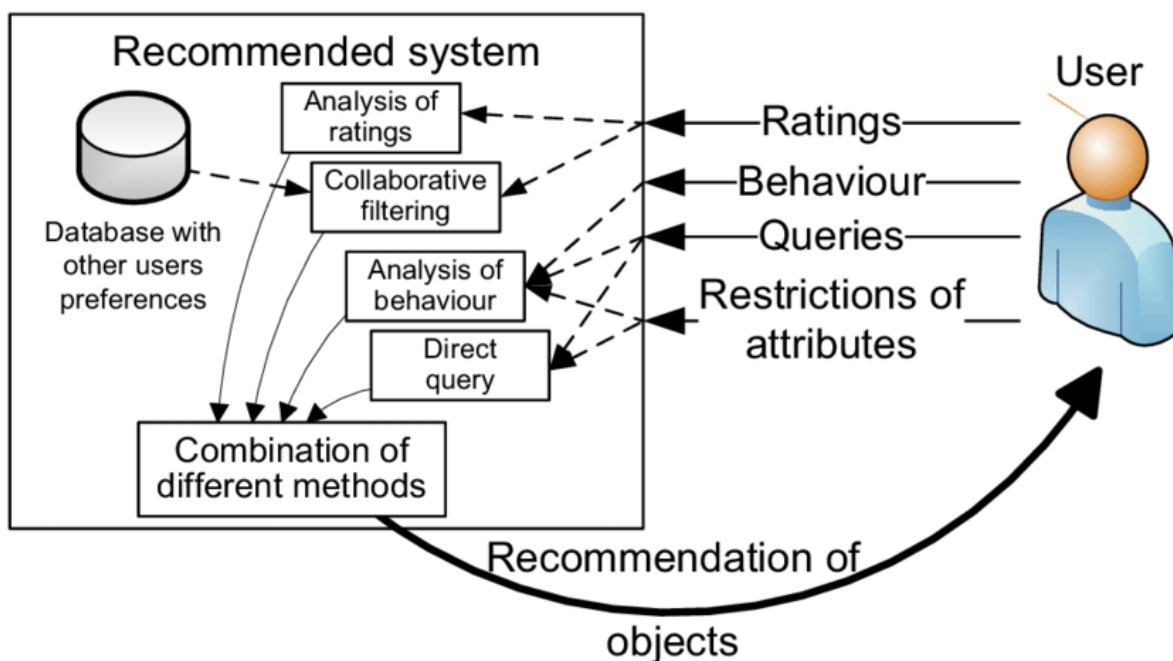 Recommended system
Analysis of
ratings
Collaborative
filtering
Database with
other users
preferences
Analysis of
behaviour
Direct
query
Combination of
different methods
User
Ratings
Behaviour
Queries
Restrictions of
attributes
Recommendation of
objects